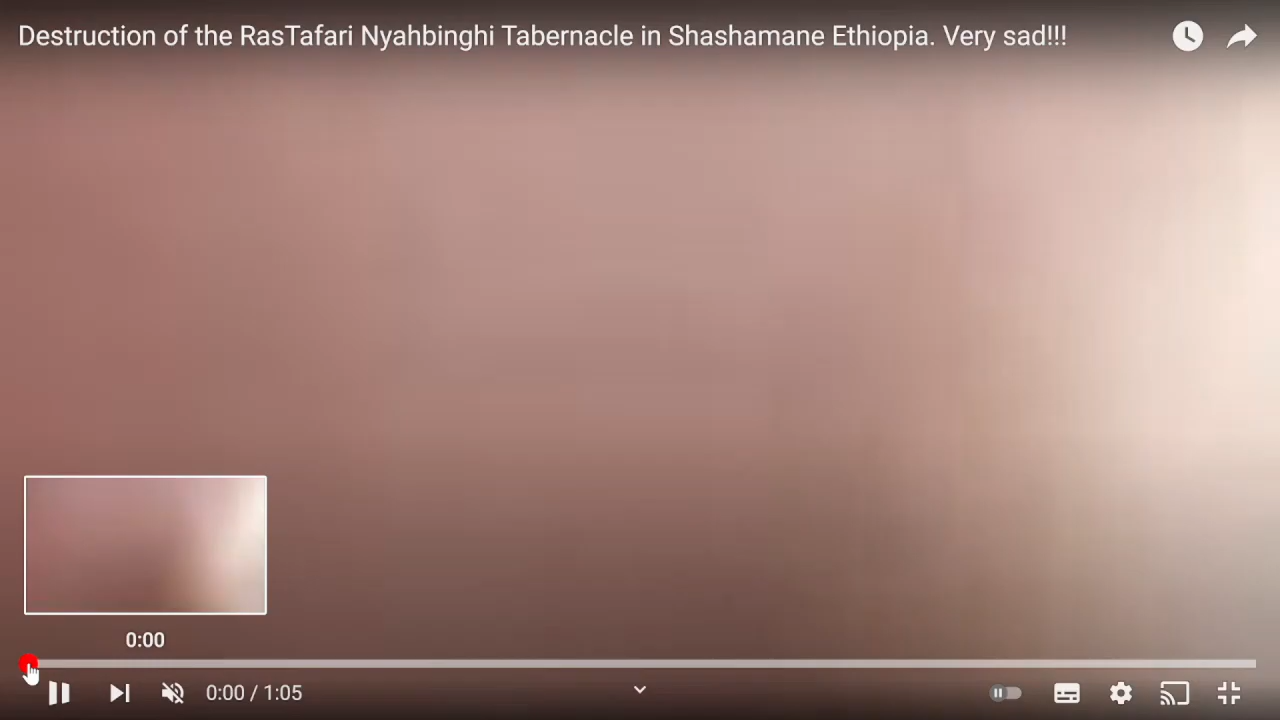 Destruction of the RasTafari Nyahbinghi Tabernacle in Shashamane Ethiopia. Very sad!!!
0:00
0:00 / 1:05